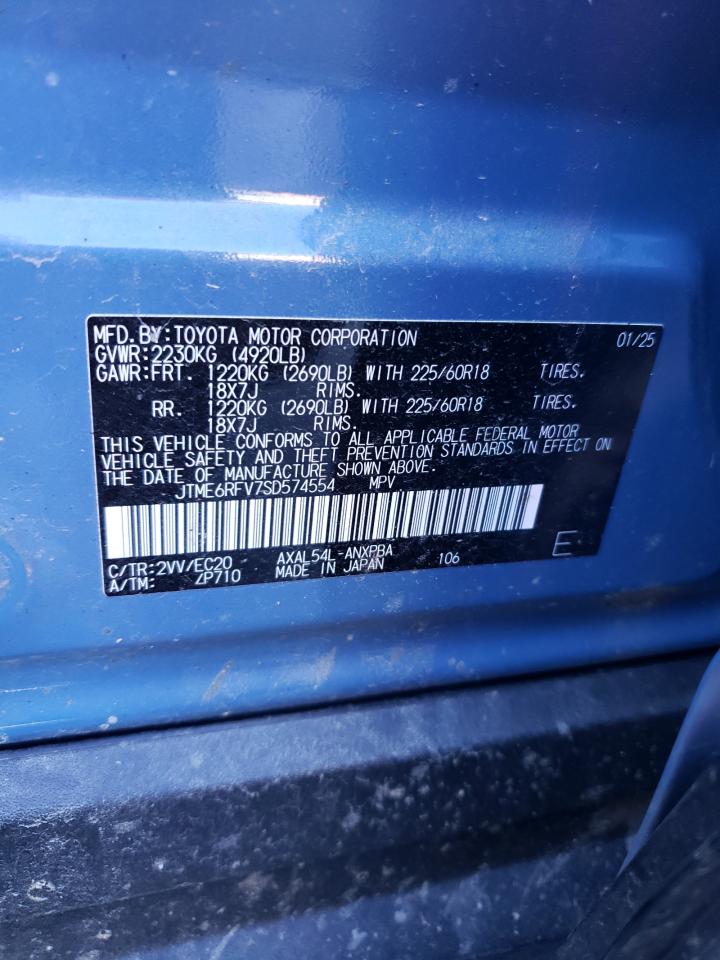 MFD.BY:TOYOTA MOTOR CORPORATION 01/25
GVWR:2230KG (4920LB)
GAWR:FRT. 1220KG (2690LB) WITH 225/60R18 TIRES.
18X7J RIMS.
RR. 1220KG (2690LB) WITH 225/60R18 TIRES.
18X7J RIMS.
THIS VEHICLE CONFORMS TO ALL APPLICABLE FEDERAL MOTOR
VEHICLE SAFETY AND THEFT PREVENTION STANDARDS IN EFFECT ON
THE DATE OF MANUFACTURE SHOWN ABOVE.
JTME6RFV7SD574554 MPV
C/TR:2VV/EC20 AXAL54L-ANXPBA E
A/TM: ZP710 MADE IN JAPAN 106